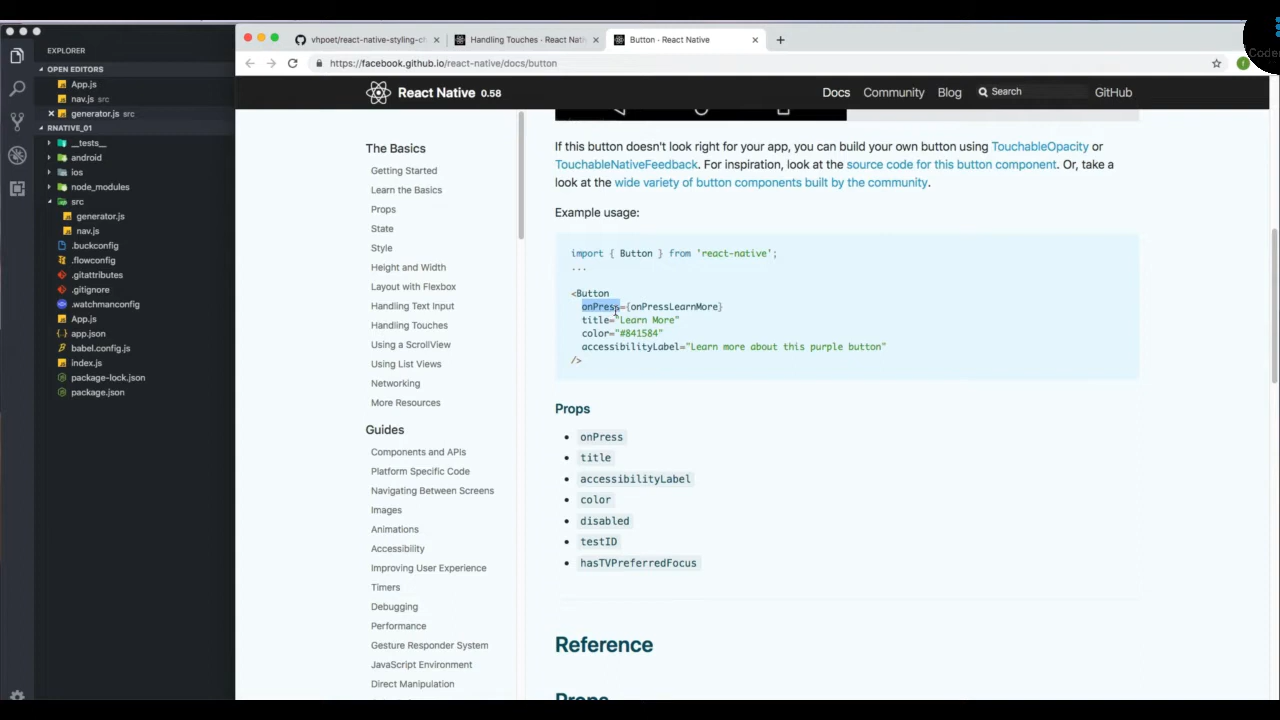 EXPLORER
OPEN EDITORS
App.js
nav.js src
generator.js src
RNATIVE_01
__tests__
android
ios
node_modules
src
generator.js
nav.js
.buckconfig
.flowconfig
.gitattributes
.gitignore
.watchmanconfig
App.js
app.json
babel.config.js
index.js
package-lock.json
package.json
vhpoet/react-native-styling-ch
Handling Touches · React Nati
Button · React Native
https://facebook.github.io/react-native/docs/button
React Native 0.58
Docs
Community
Blog
Search
GitHub
The Basics
Getting Started
Learn the Basics
Props
State
Style
Height and Width
Layout with Flexbox
Handling Text Input
Handling Touches
Using a ScrollView
Using List Views
Networking
More Resources
Guides
Components and APIs
Platform Specific Code
Navigating Between Screens
Images
Animations
Accessibility
Improving User Experience
Timers
Debugging
Performance
Gesture Responder System
JavaScript Environment
Direct Manipulation
If this button doesn't look right for your app, you can build your own button using TouchableOpacity or
TouchableNativeFeedback. For inspiration, look at the source code for this button component. Or, take a
look at the wide variety of button components built by the community.
Example usage:
import { Button } from 'react-native';
...
<Button
onPress={onPressLearnMore}
title="Learn More"
color="#841584"
accessibilityLabel="Learn more about this purple button"
/>
Props
onPress
title
accessibilityLabel
color
disabled
testID
hasTVPreferredFocus
Reference
Props